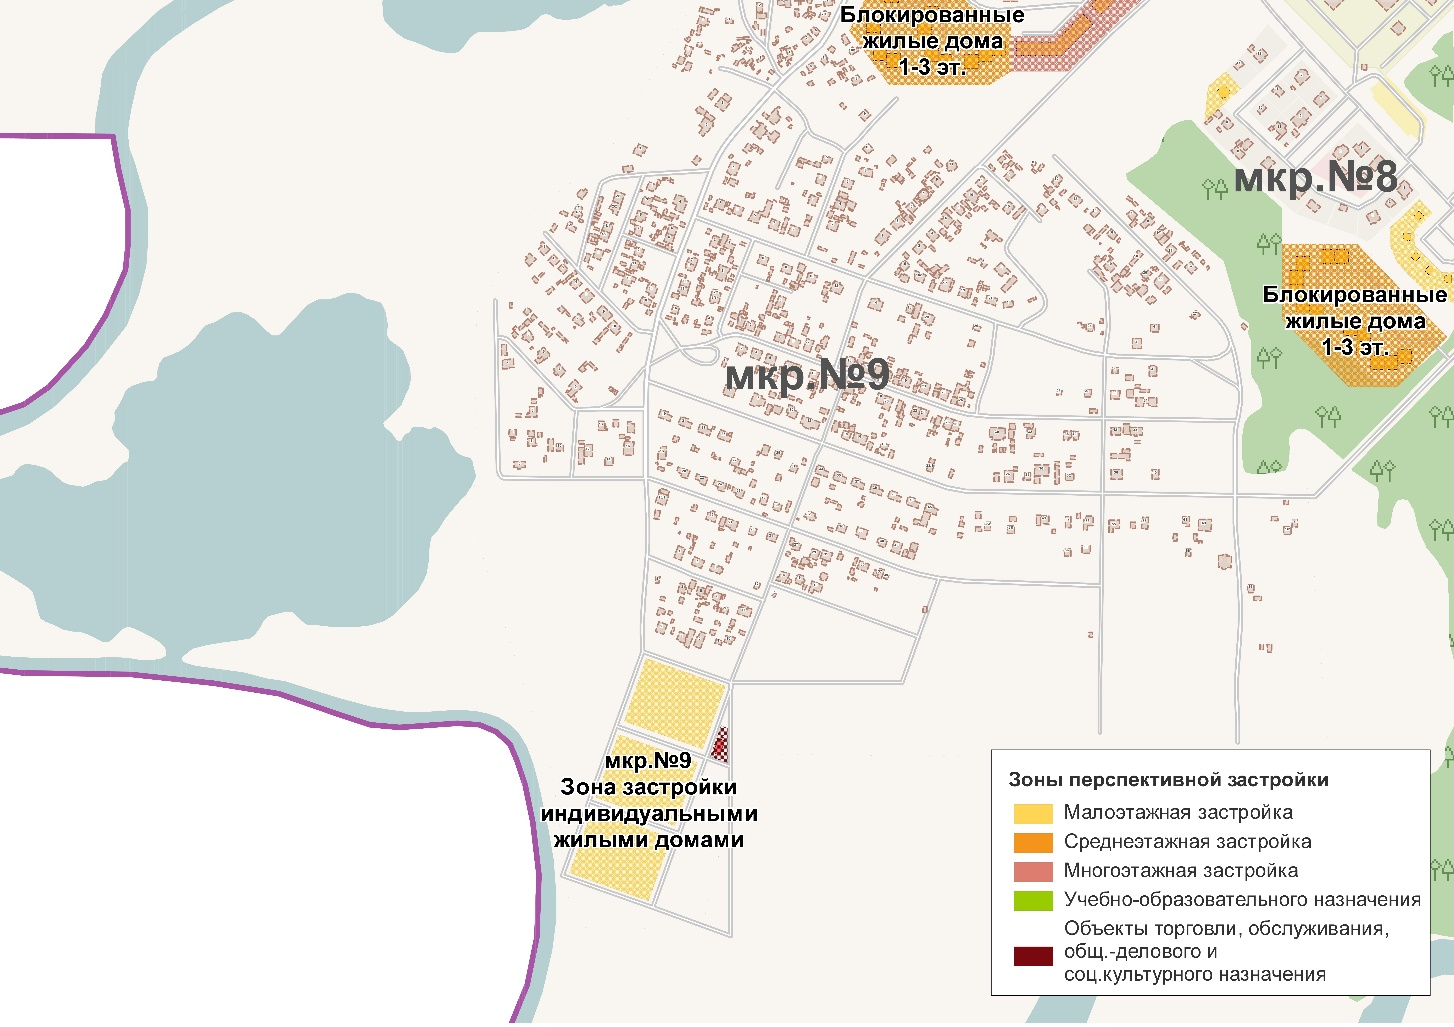 Блокированные
жилые дома
1-3 эт.
мкр.№8
Блокированные
жилые дома
1-3 эт.
мкр.№9
мкр.№9
Зона застройки
индивидуальными
жилыми домами
Зоны перспективной застройки
Малоэтажная застройка
Среднеэтажная застройка
Многоэтажная застройка
Учебно-образовательного назначения
Объекты торговли, обслуживания,
общ.-делового и
соц.культурного назначения